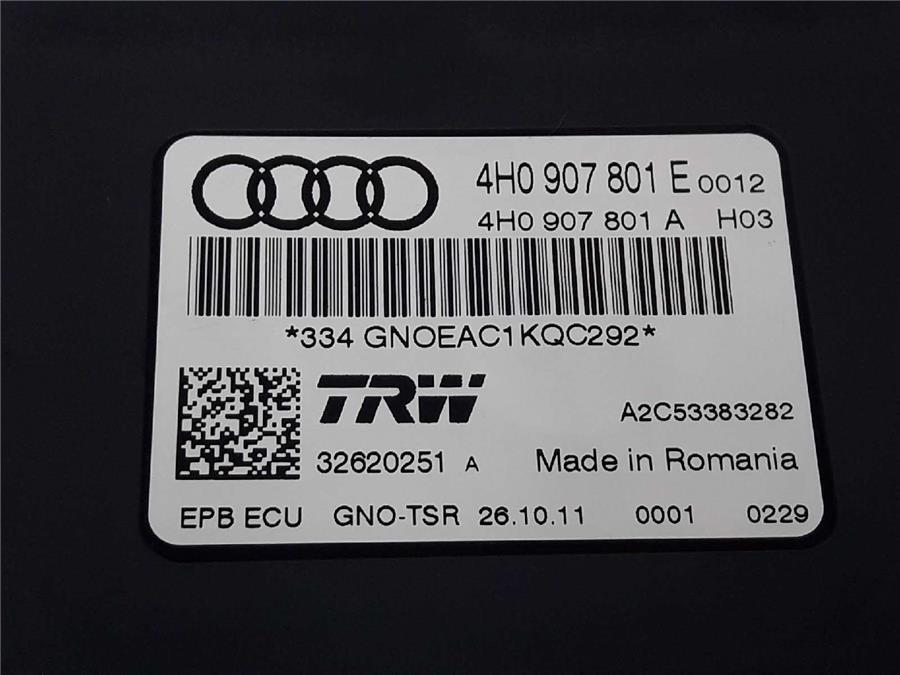 4H0 907 801 E 0012
4H0 907 801 A H03
*334 GNOEAC1KQC292*
TRW
A2C53383282
32620251 A Made in Romania
EPB ECU GNO-TSR 26.10.11 0001 0229